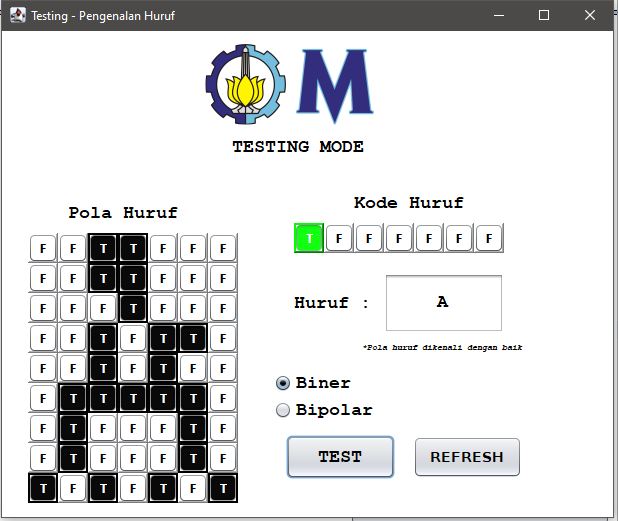 Testing - Pengenalan Huruf
TESTING MODE
Pola Huruf
F F T T F F F
F F T T F F F
F F F T F F F
F F T F T T F
F F T F T F F
F T T T T T F
F T F F F T F
F T F F F T F
T F T F T F T
Kode Huruf
T F F F F F F
Huruf : A
*Pola huruf dikenali dengan baik
Biner
Bipolar
TEST REFRESH